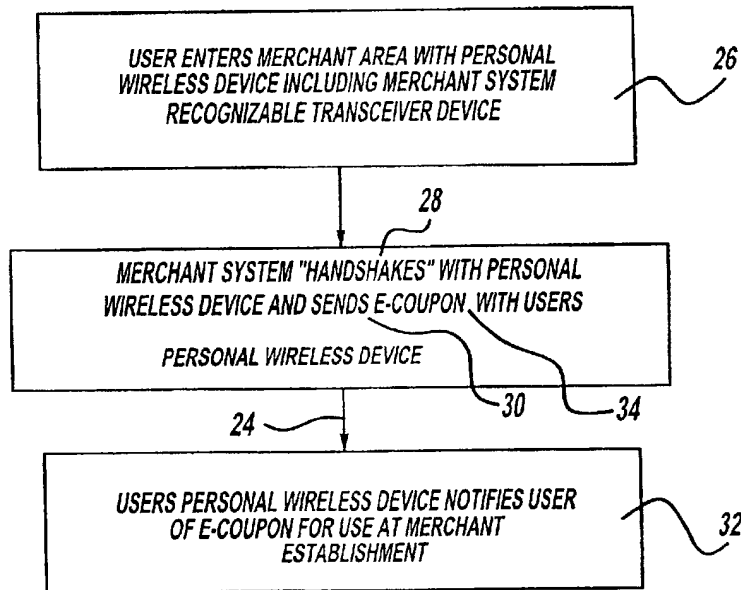 USER ENTERS MERCHANT AREA WITH PERSONAL
WIRELESS DEVICE INCLUDING MERCHANT SYSTEM
RECOGNIZABLE TRANSCEIVER DEVICE
26
28
MERCHANT SYSTEM "HANDSHAKES" WITH PERSONAL
WIRELESS DEVICE AND SENDS E-COUPON WITH USERS
PERSONAL WIRELESS DEVICE
30
34
24
USERS PERSONAL WIRELESS DEVICE NOTIFIES USER
OF E-COUPON FOR USE AT MERCHANT
ESTABLISHMENT
32